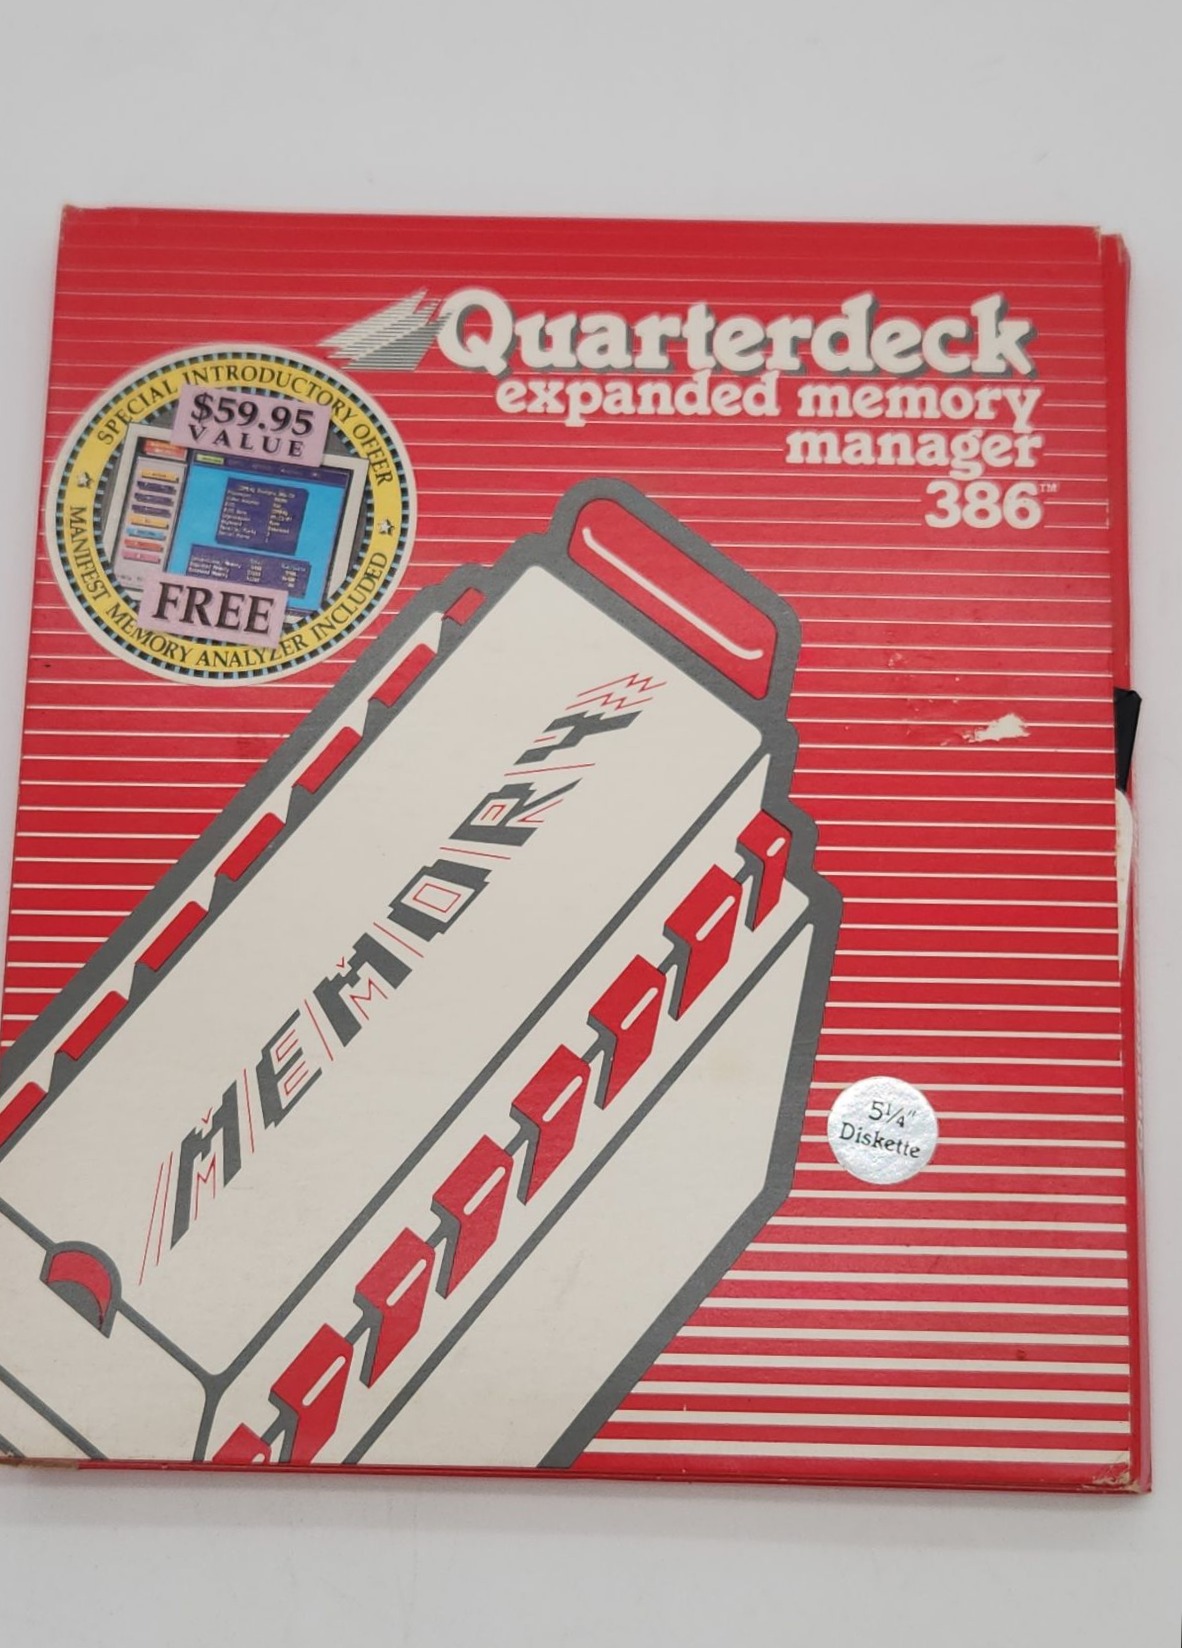 Quarterdeck
expanded memory
manager
386™
SPECIAL INTRODUCTORY OFFER
$59.95
VALUE
FREE
MANIFEST MEMORY ANALYZER INCLUDED
MEMORY
5¼"
Diskette